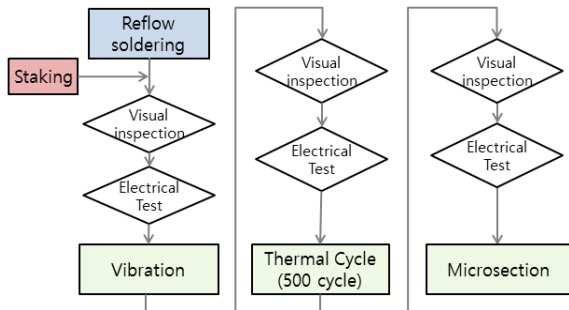 Reflow
soldering
Staking
Visual
inspection
Electrical
Test
Vibration
Visual
inspection
Electrical
Test
Thermal Cycle
(500 cycle)
Visual
inspection
Electrical
Test
Microsection